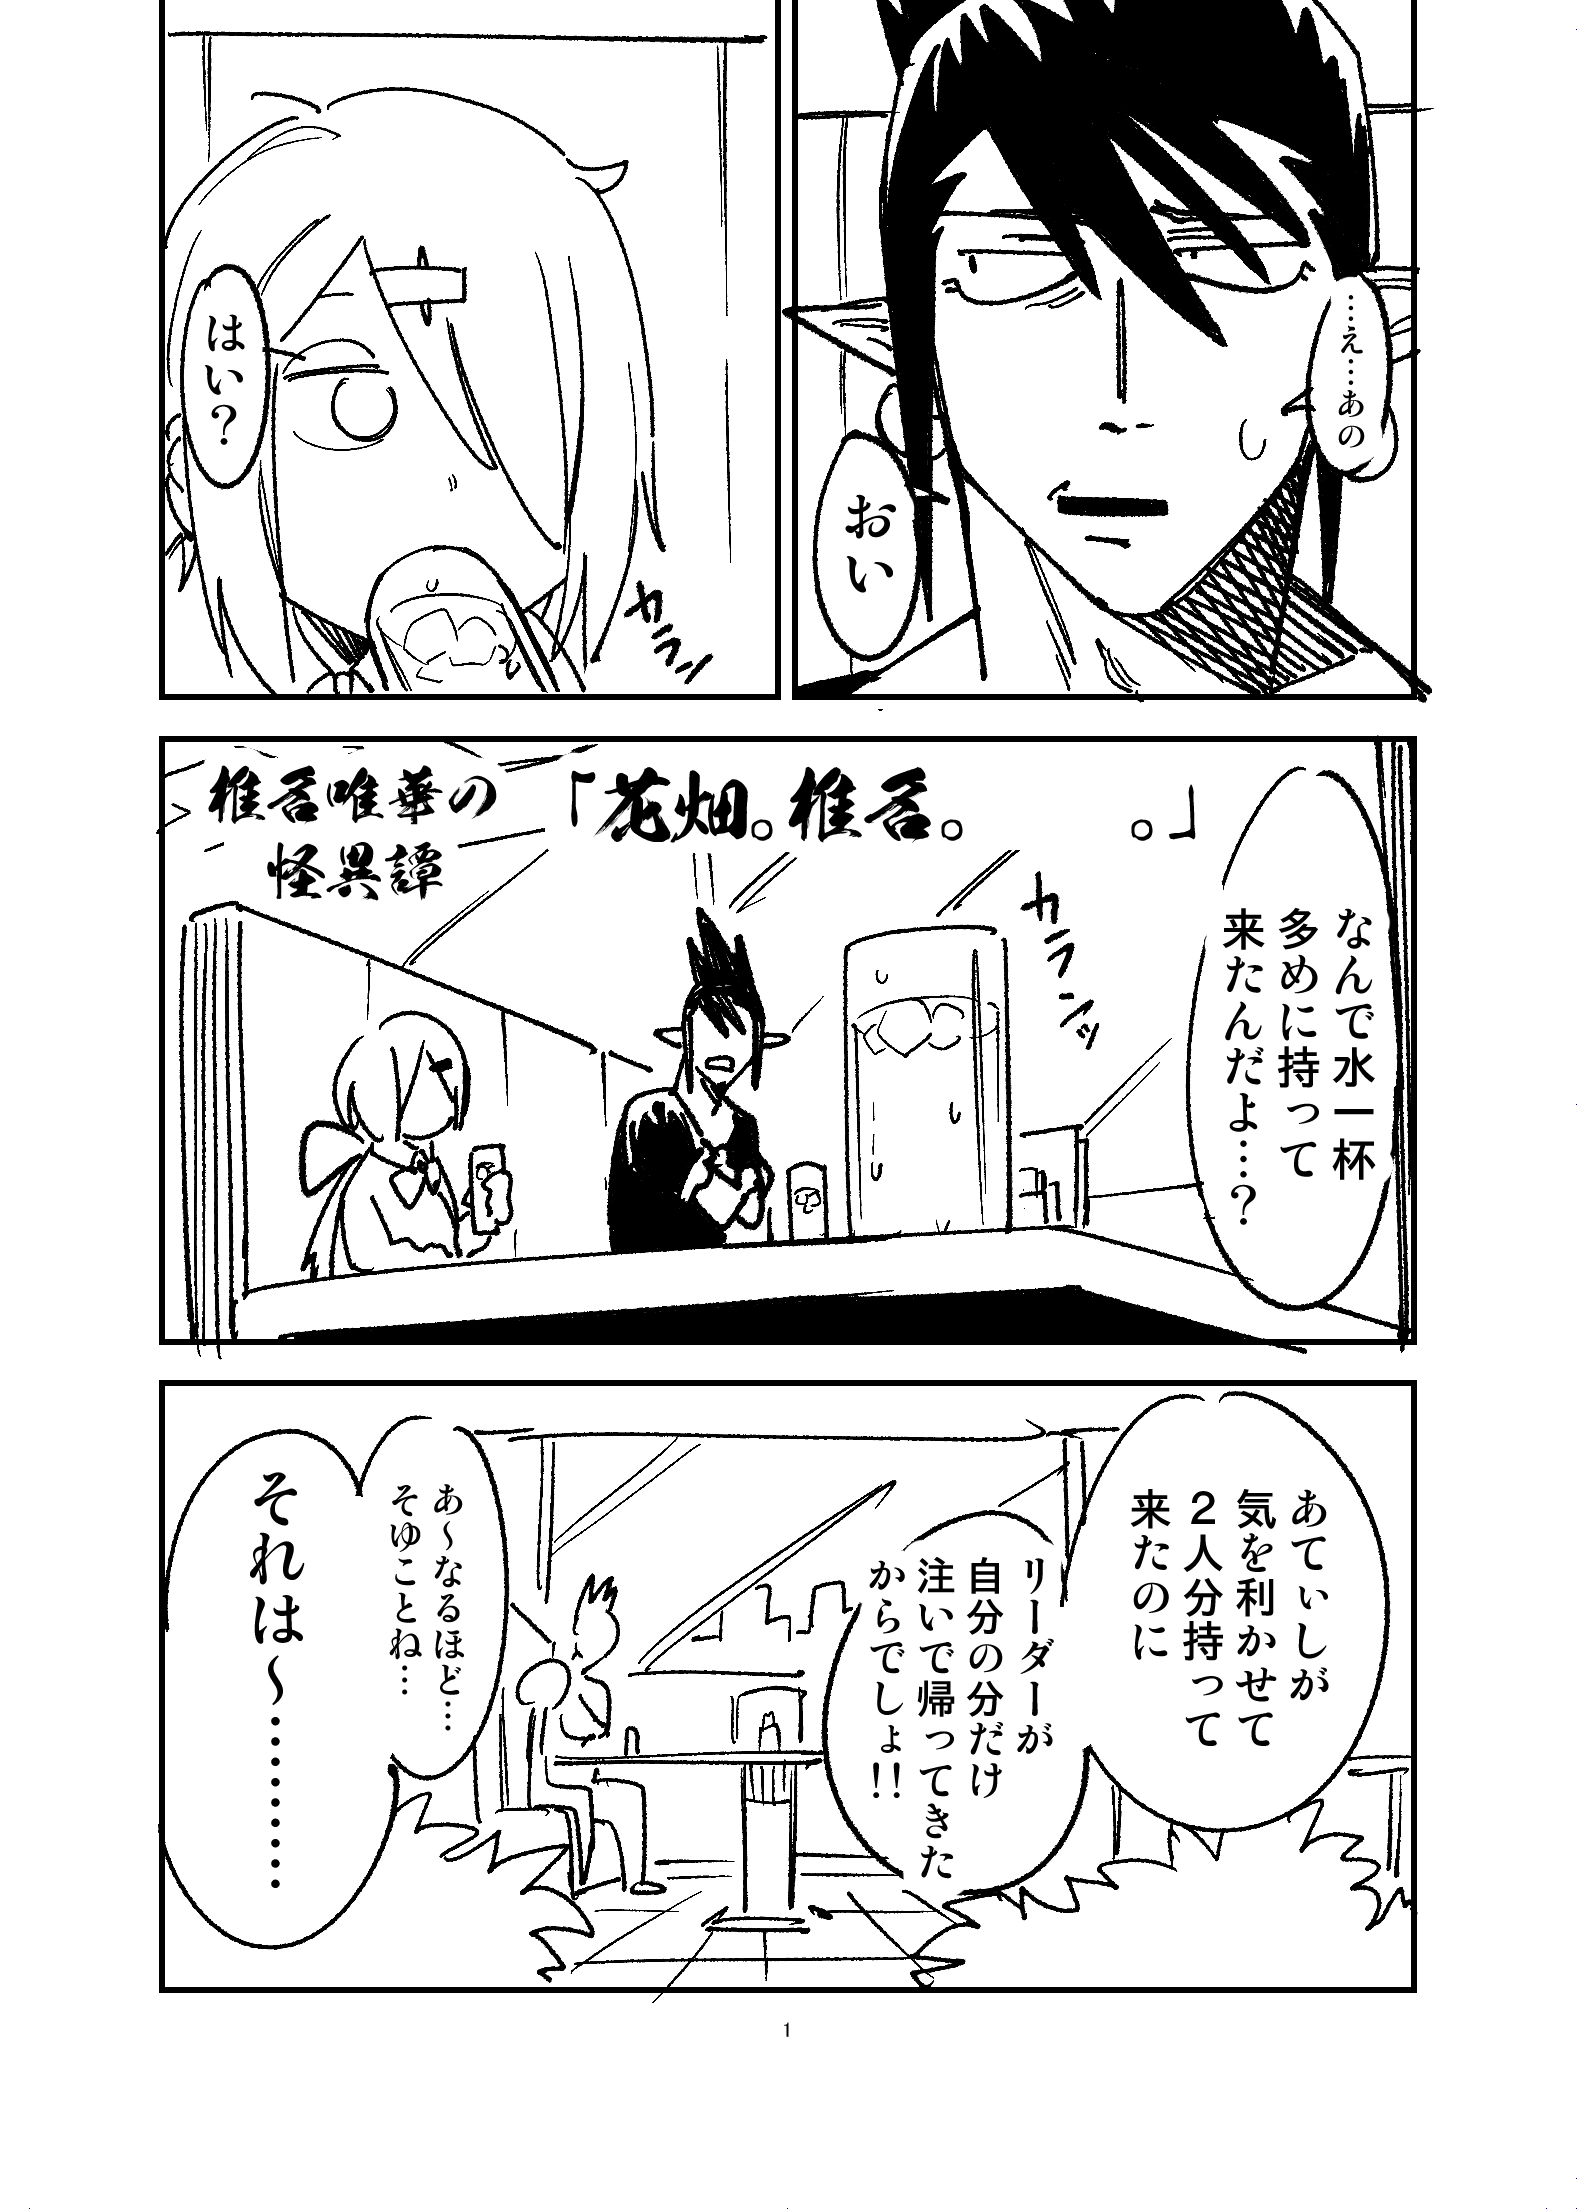 …え…あの
おい
はい?
カラン
なんで水一杯
多めに持って
来たんだよ…?
カランッ
「花畑。椎名。　　　。」
椎名唯華の
怪異譚
あてぃしが
気を利かせて
2人分持って
来たのに
リーダーが
自分の分だけ
注いで帰ってきた
からでしょ!!
あ～なるほど…
そゆことね…
それは～…………
1